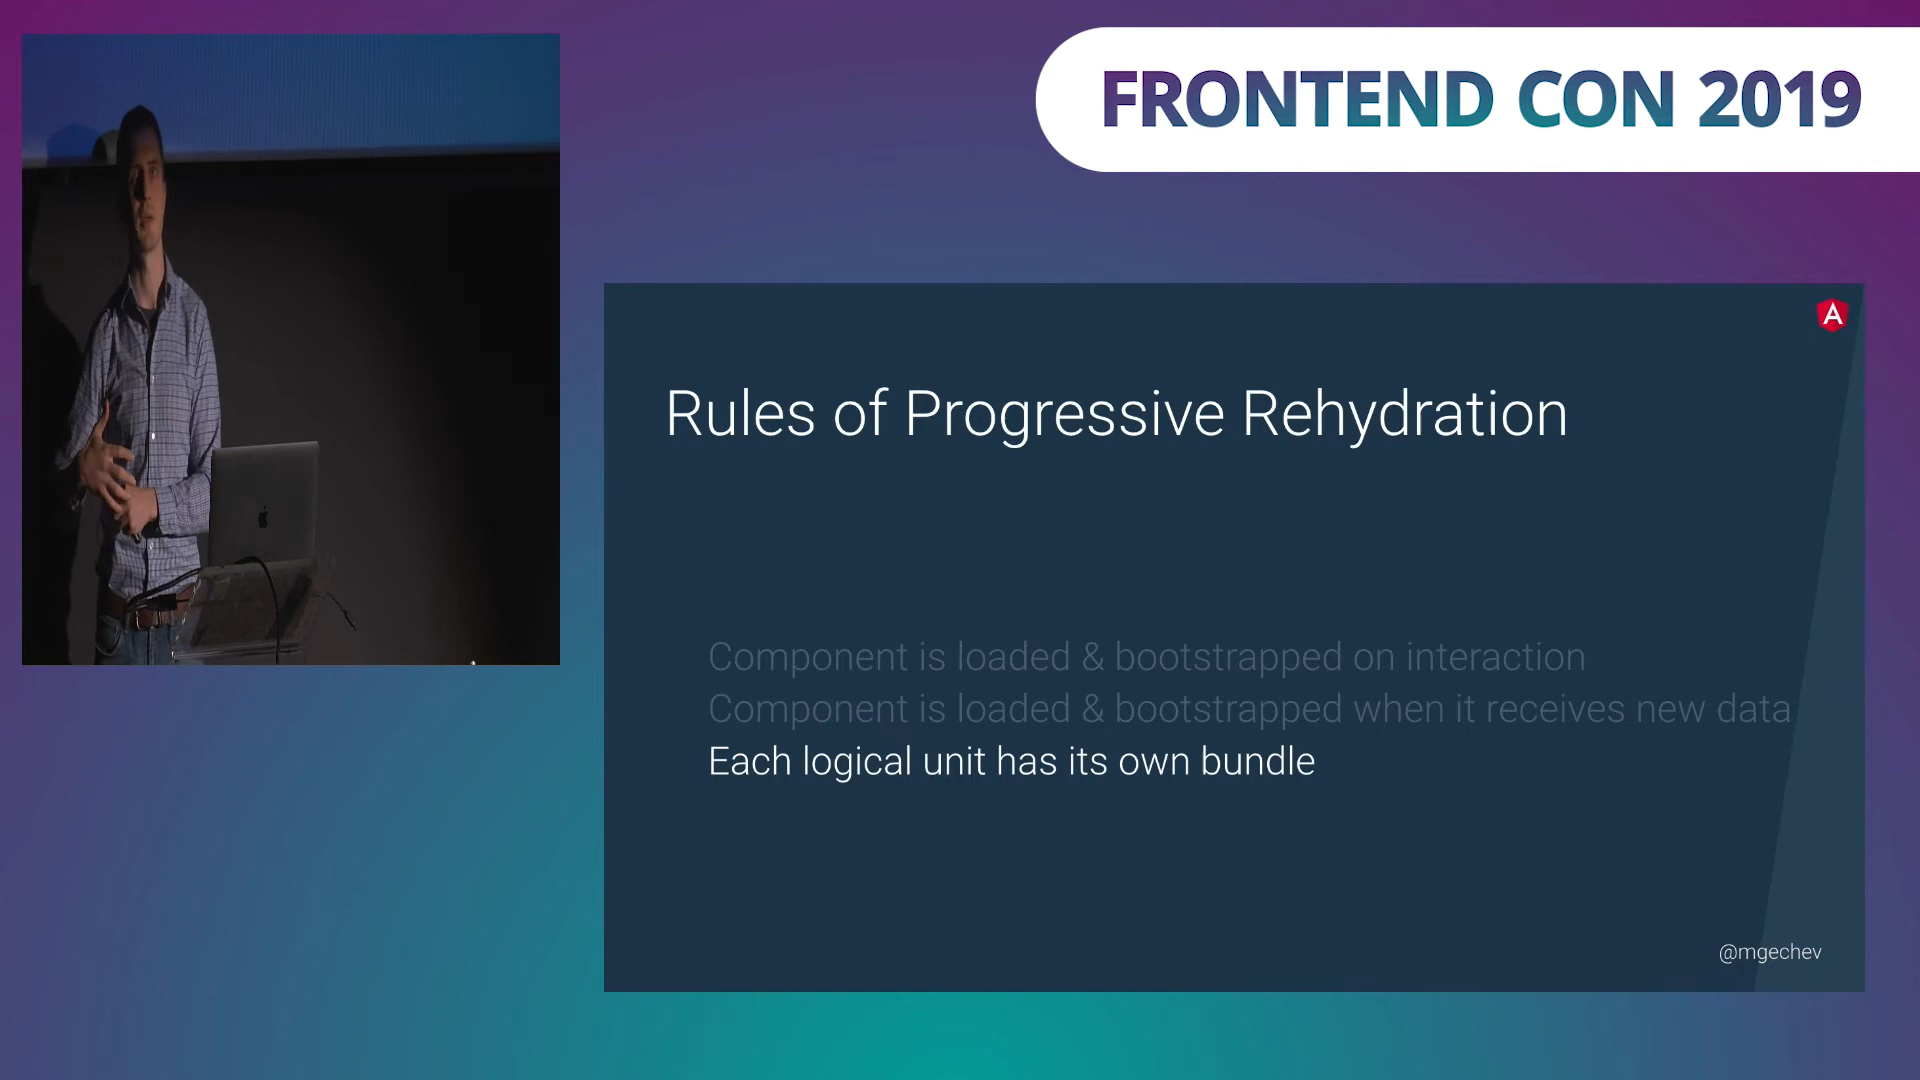 FRONTEND CON 2019
Rules of Progressive Rehydration
Component is loaded & bootstrapped on interaction
Component is loaded & bootstrapped when it receives new data
Each logical unit has its own bundle
@mgechev